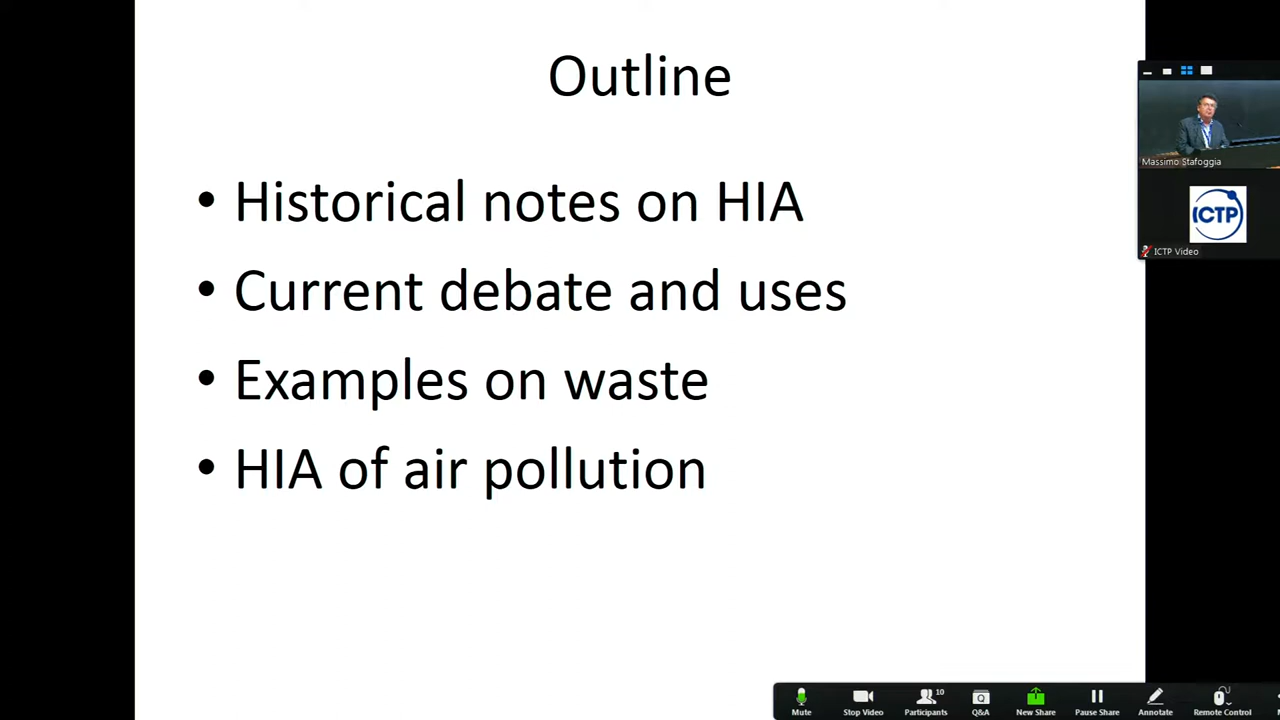 Outline
• Historical notes on HIA
• Current debate and uses
• Examples on waste
• HIA of air pollution
Massimo Stafoggia
ICTP
ICTP Video
10
Mute
Stop Video
Participants
Q&A
New Share
Pause Share
Annotate
Remote Control